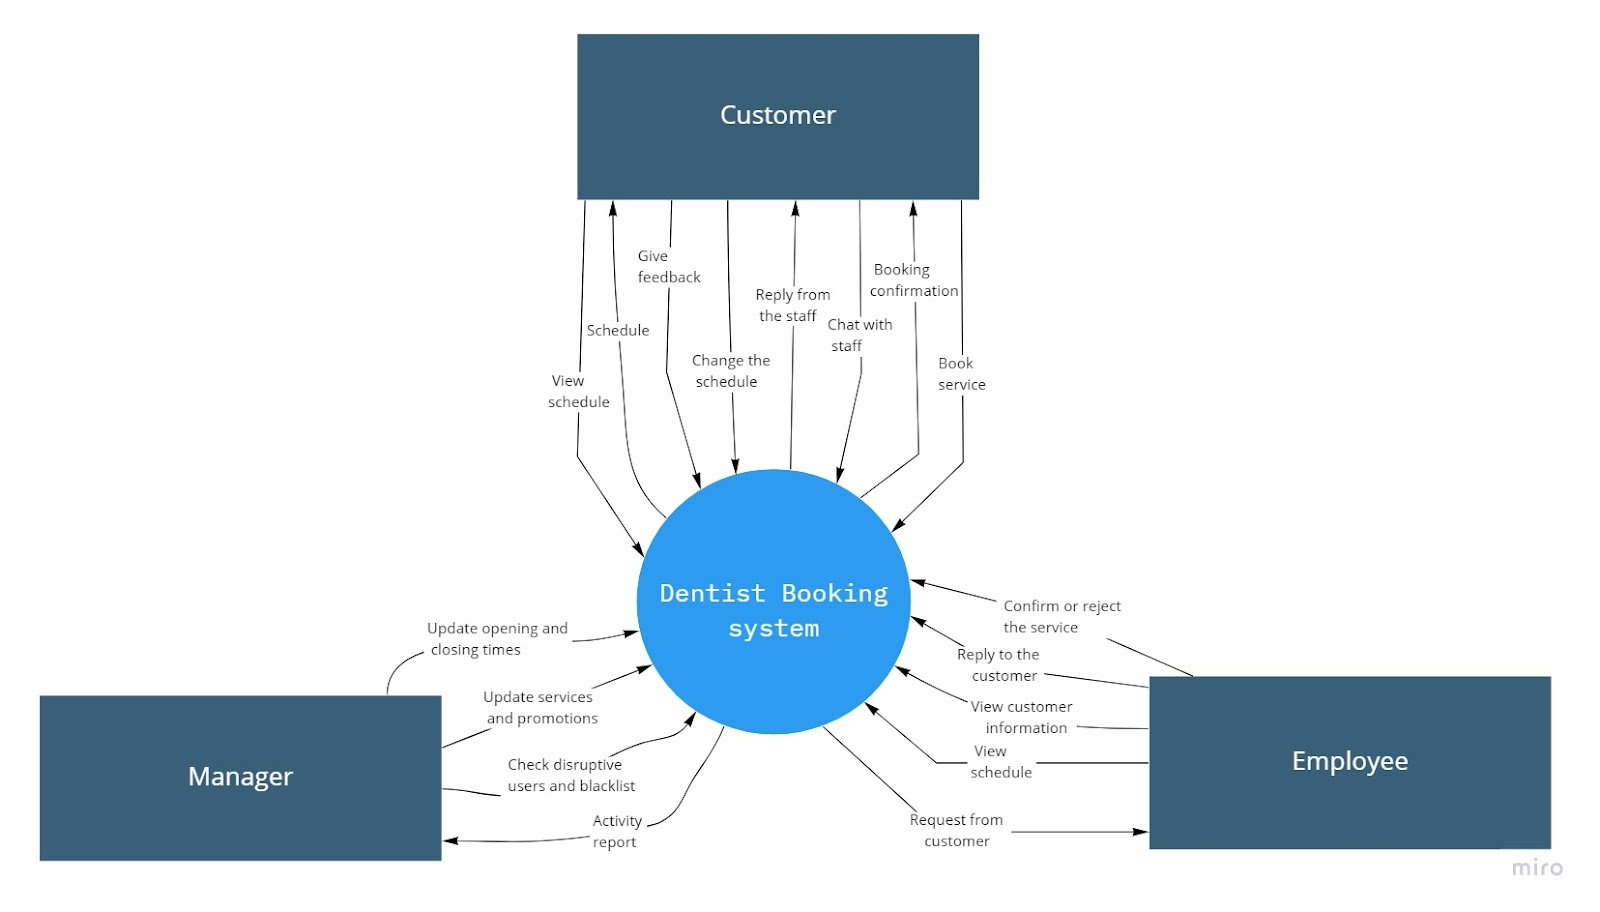 Customer
Give
feedback
Booking
confirmation
Reply from
the staff
Schedule
Chat with
staff
Change the
schedule
Book
service
View
schedule
Dentist Booking
system
Confirm or reject
the service
Update opening and
closing times
Reply to the
customer
Update services
and promotions
View customer
information
View
schedule
Employee
Manager
Check disruptive
users and blacklist
Activity
report
Request from
customer
miro